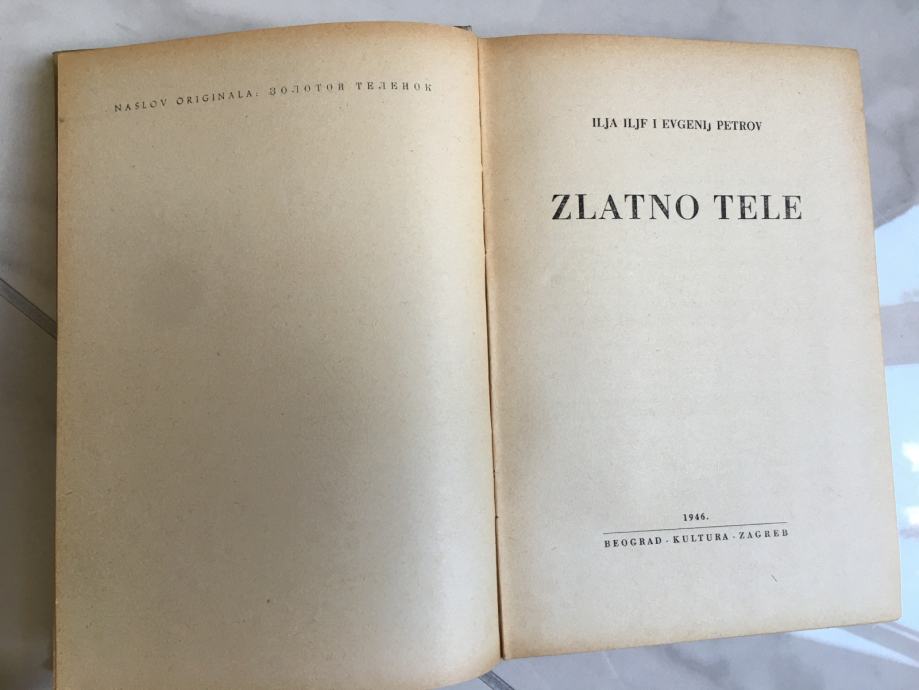 NASLOV ORIGINALA: ЗОЛОТОЙ ТЕЛЕНОК
ILJA ILJF I EVGENIj PETROV
ZLATNO TELE
1946.
BEOGRAD · KULTURA · ZAGREB